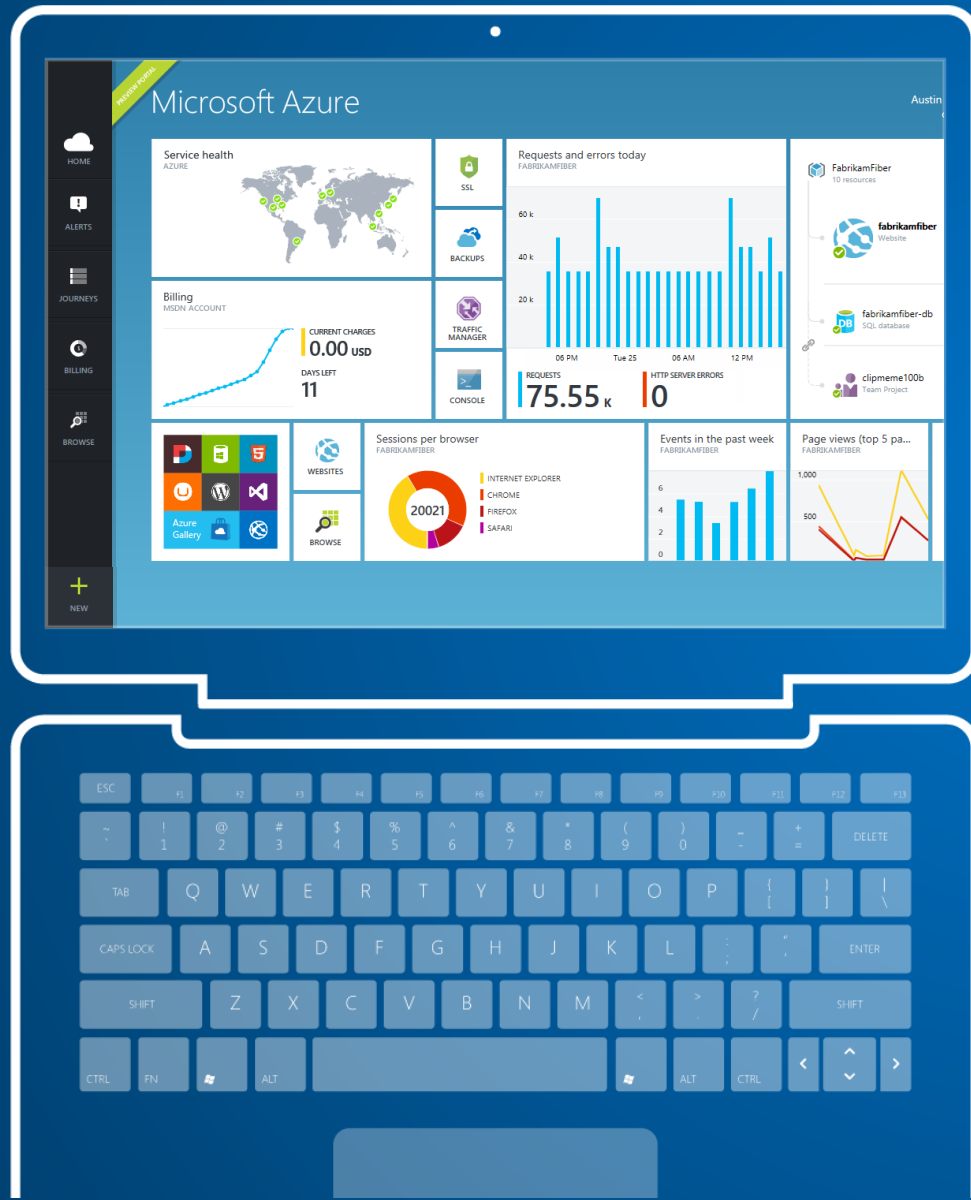 PREVIEW PORTAL
Microsoft Azure
Austin
HOME
ALERTS
JOURNEYS
BILLING
BROWSE
NEW
Service health
AZURE
SSL
BACKUPS
TRAFFIC
MANAGER
CONSOLE
Requests and errors today
FABRIKAMFIBER
60 k
40 k
20 k
06 PM Tue 25 06 AM 12 PM
REQUESTS
75.55 K
HTTP SERVER ERRORS
0
FabrikamFiber
10 resources
fabrikamfiber
Website
fabrikamfiber-db
SQL database
DB
clipmeme100b
Team Project
Billing
MSDN ACCOUNT
CURRENT CHARGES
0.00 USD
DAYS LEFT
11
Azure
Gallery
WEBSITES
BROWSE
Sessions per browser
FABRIKAMFIBER
20021
INTERNET EXPLORER
CHROME
FIREFOX
SAFARI
Events in the past week
FABRIKAMFIBER
6
4
2
0
Page views (top 5 pa...
FABRIKAMFIBER
1,000
500
ESC F1 F2 F3 F4 F5 F6 F7 F8 F9 F10 F11 F12 F13
~ ! @ # $ % ^ & * ( ) _ +
` 1 2 3 4 5 6 7 8 9 0 - = DELETE
TAB Q W E R T Y U I O P { [ } ] | \
CAPS LOCK A S D F G H J K L : ; " ' ENTER
SHIFT Z X C V B N M < , > . ? / SHIFT
CTRL FN ALT ALT CTRL